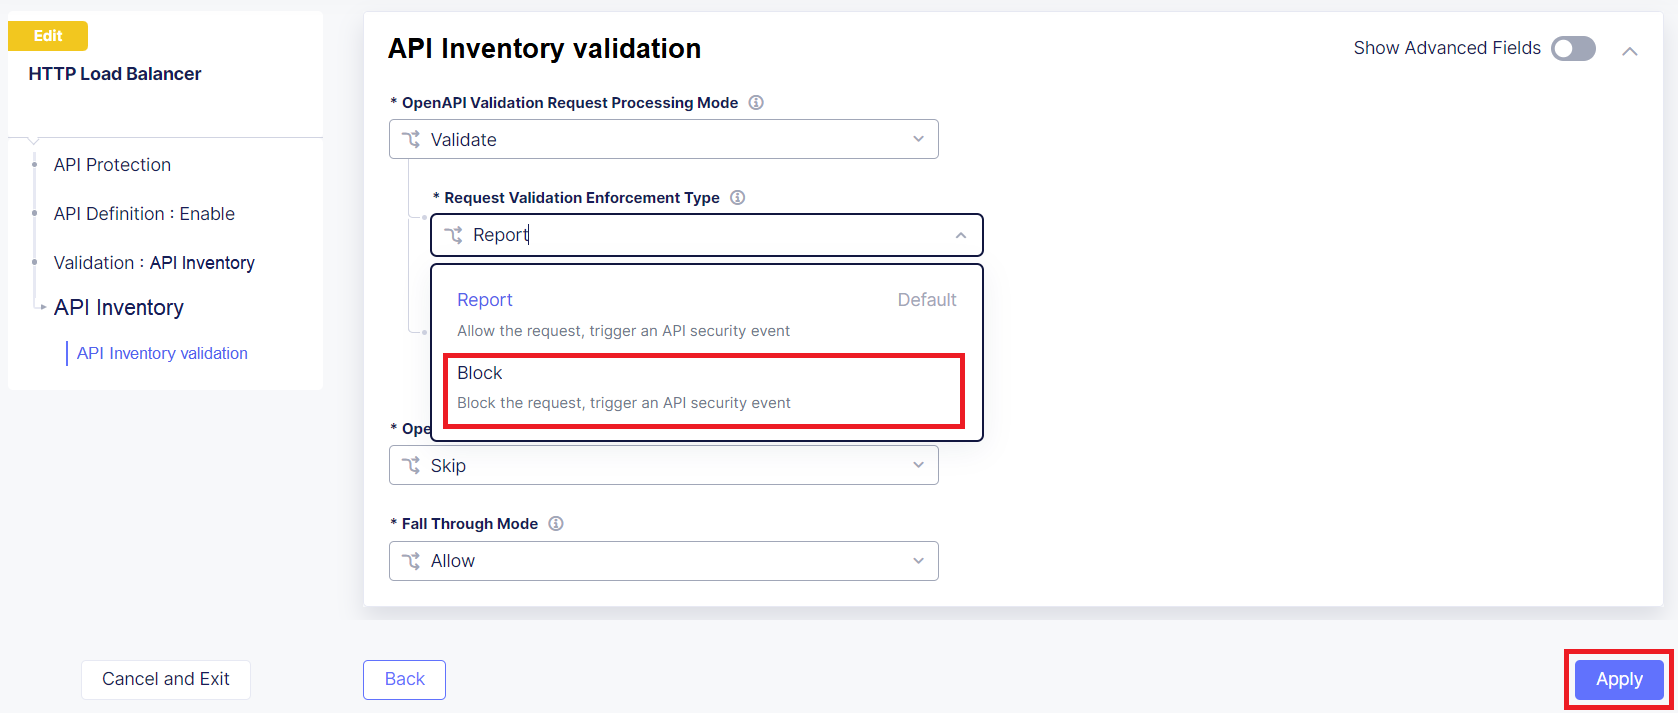 Edit
HTTP Load Balancer
API Protection
API Definition : Enable
Validation : API Inventory
API Inventory
API Inventory validation
API Inventory validation
Show Advanced Fields
* OpenAPI Validation Request Processing Mode
Validate
* Request Validation Enforcement Type
Report
Report Default
Allow the request, trigger an API security event
Block
Block the request, trigger an API security event
* Ope
Skip
* Fall Through Mode
Allow
Cancel and Exit
Back
Apply